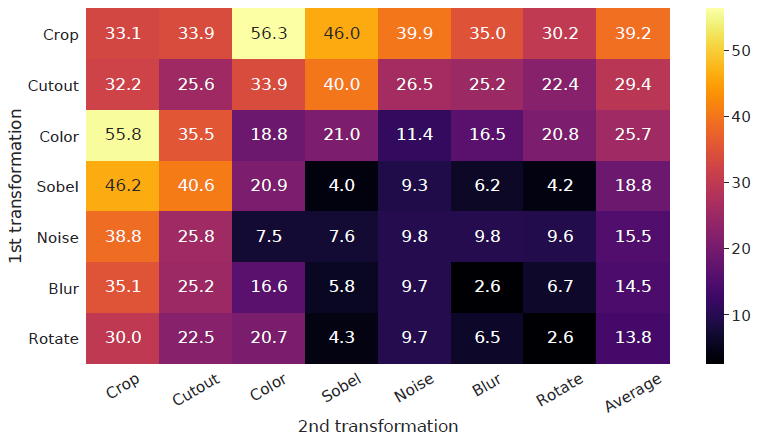 Crop 33.1 33.9 56.3 46.0 39.9 35.0 30.2 39.2
Cutout 32.2 25.6 33.9 40.0 26.5 25.2 22.4 29.4
Color 55.8 35.5 18.8 21.0 11.4 16.5 20.8 25.7
Sobel 46.2 40.6 20.9 4.0 9.3 6.2 4.2 18.8
Noise 38.8 25.8 7.5 7.6 9.8 9.8 9.6 15.5
Blur 35.1 25.2 16.6 5.8 9.7 2.6 6.7 14.5
Rotate 30.0 22.5 20.7 4.3 9.7 6.5 2.6 13.8
Crop Cutout Color Sobel Noise Blur Rotate Average
2nd transformation
1st transformation
50
40
30
20
10